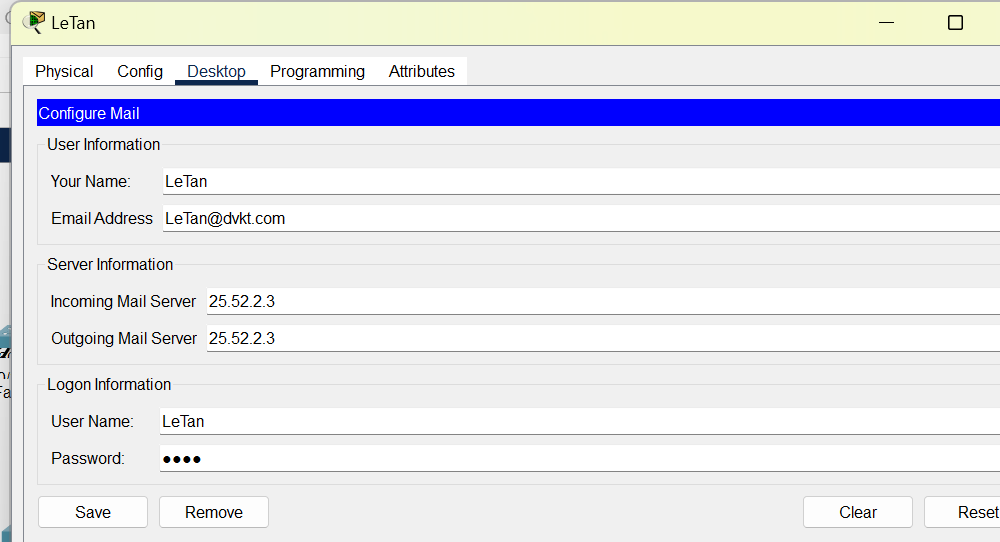 LeTan
Physical Config Desktop Programming Attributes
Configure Mail
User Information
Your Name: LeTan
Email Address LeTan@dvkt.com
Server Information
Incoming Mail Server 25.52.2.3
Outgoing Mail Server 25.52.2.3
Logon Information
User Name: LeTan
Password: ●●●●
Save Remove Clear Reset